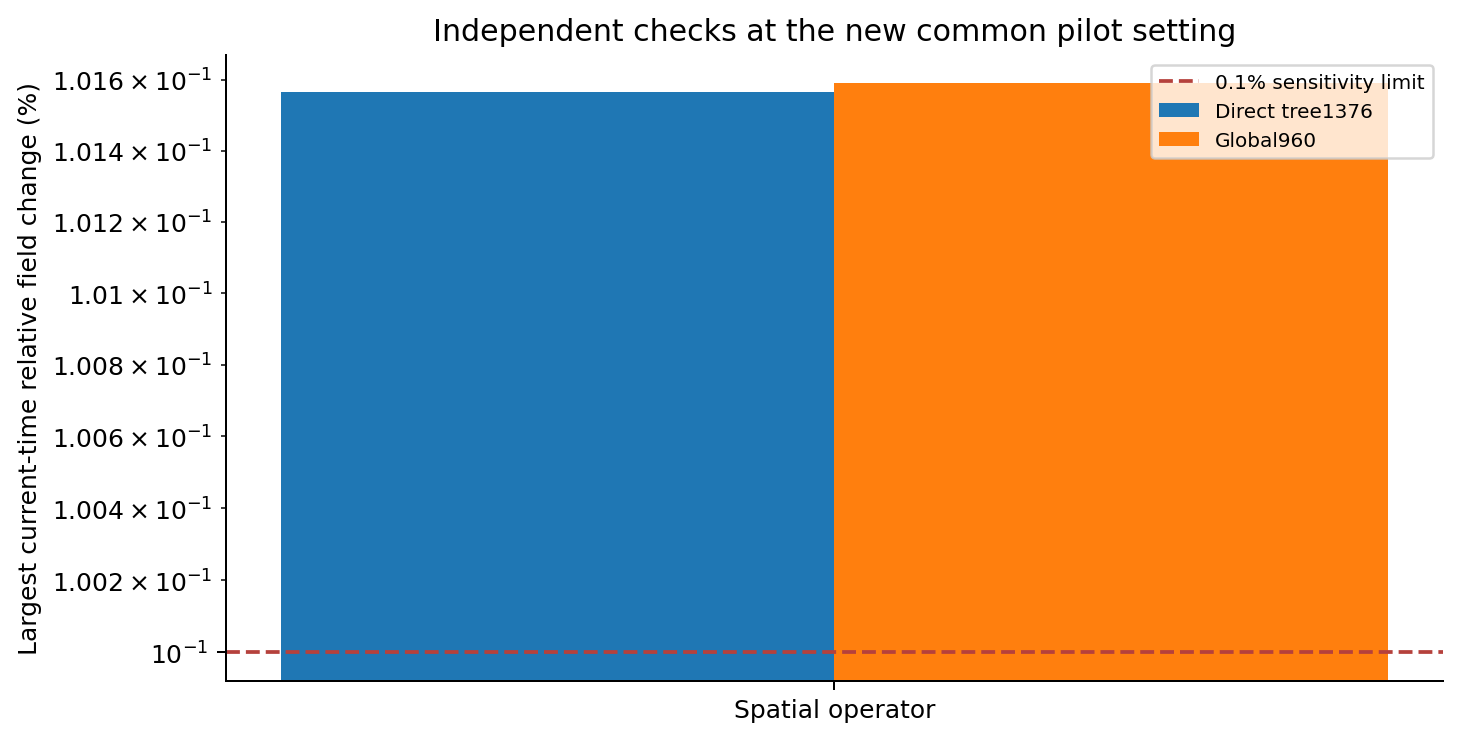 Independent checks at the new common pilot setting
Largest current-time relative field change (%)
1.016 × 10⁻¹
1.014 × 10⁻¹
1.012 × 10⁻¹
1.01 × 10⁻¹
1.008 × 10⁻¹
1.006 × 10⁻¹
1.004 × 10⁻¹
1.002 × 10⁻¹
10⁻¹
0.1% sensitivity limit
Direct tree1376
Global960
Spatial operator